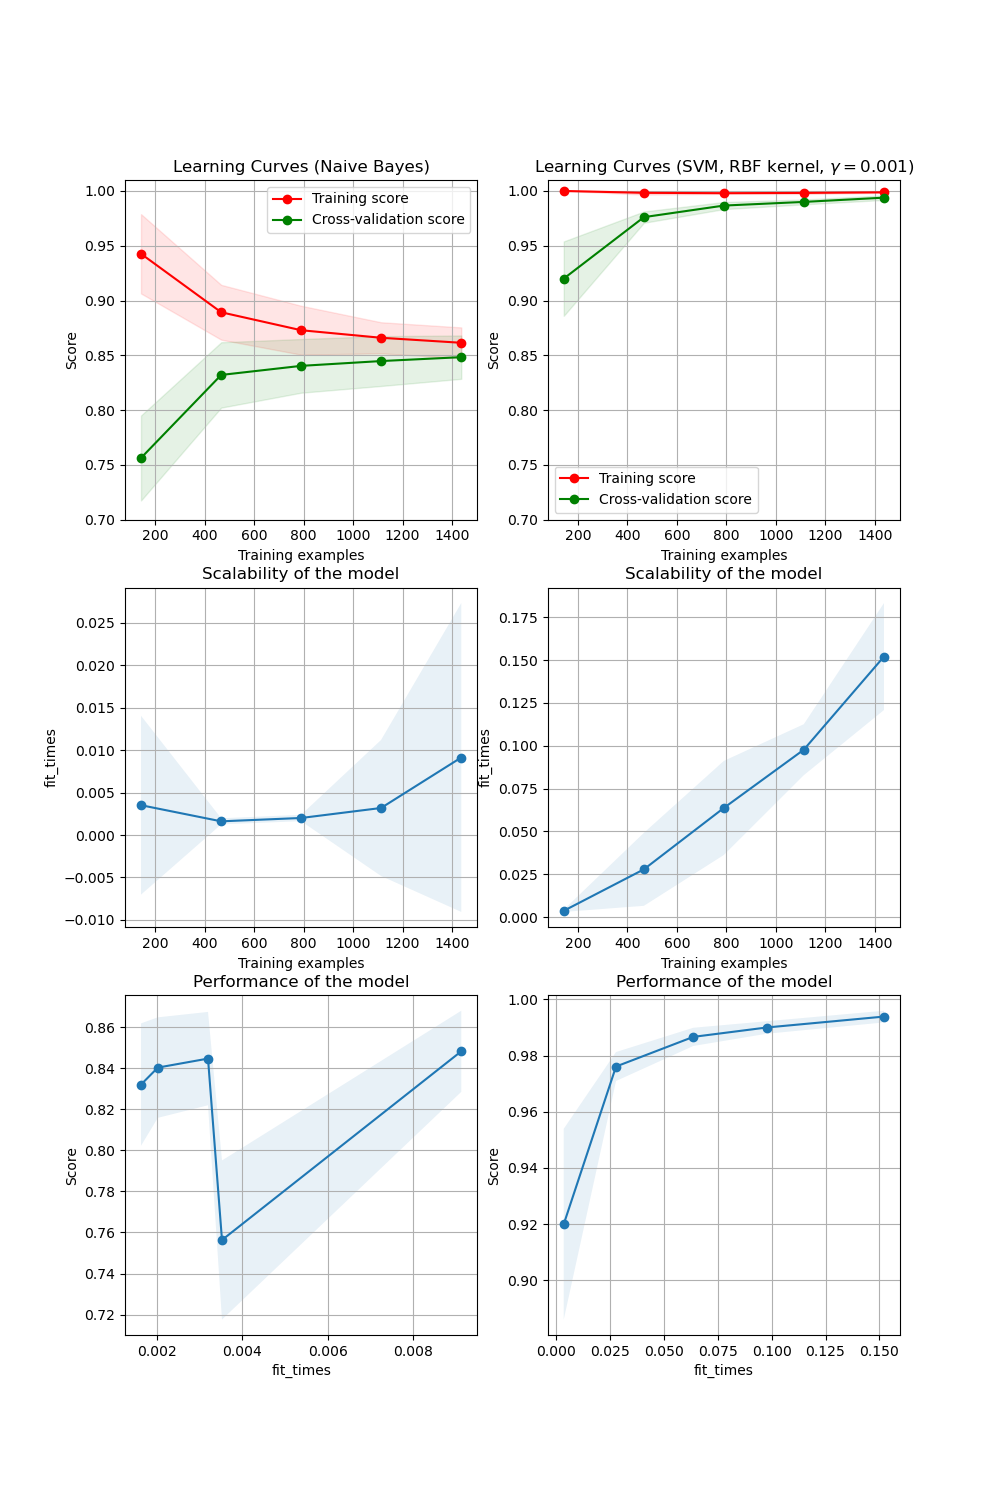 Learning Curves (Naive Bayes)
1.00
0.95
0.90
0.85
0.80
0.75
0.70
Score
Training score
Cross-validation score
200 400 600 800 1000 1200 1400
Training examples
Learning Curves (SVM, RBF kernel, γ = 0.001)
1.00
0.95
0.90
0.85
0.80
0.75
0.70
Score
Training score
Cross-validation score
200 400 600 800 1000 1200 1400
Training examples
Scalability of the model
0.025
0.020
0.015
0.010
0.005
0.000
−0.005
−0.010
fit_times
200 400 600 800 1000 1200 1400
Training examples
Scalability of the model
0.175
0.150
0.125
0.100
0.075
0.050
0.025
0.000
fit_times
200 400 600 800 1000 1200 1400
Training examples
Performance of the model
0.86
0.84
0.82
0.80
0.78
0.76
0.74
0.72
Score
0.002 0.004 0.006 0.008
fit_times
Performance of the model
1.00
0.98
0.96
0.94
0.92
0.90
Score
0.000 0.025 0.050 0.075 0.100 0.125 0.150
fit_times